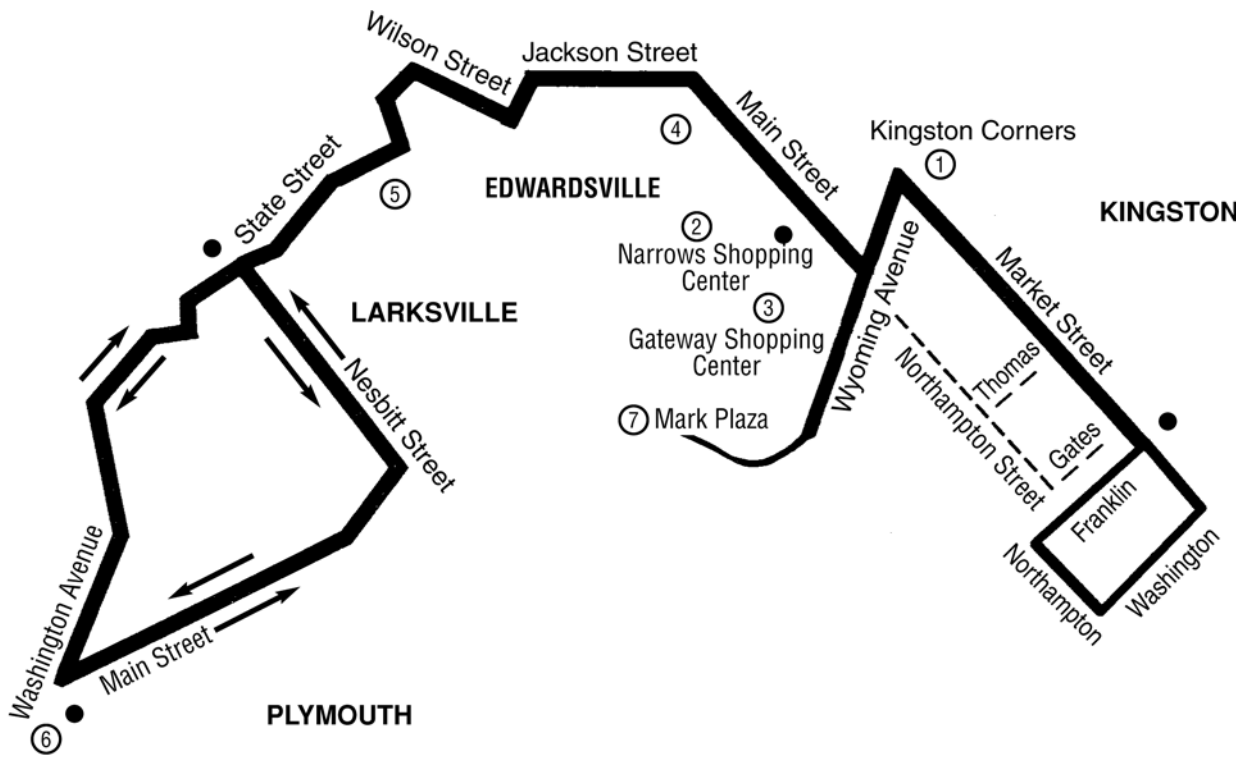 Wilson Street
Jackson Street
Main Street
4
Kingston Corners
1
State Street
5
EDWARDSVILLE
KINGSTON
2
Narrows Shopping
Center
3
Gateway Shopping
Center
Wyoming Avenue
Market Street
LARKSVILLE
Nesbitt Street
7 Mark Plaza
Northampton Street
Thomas
Gates
Franklin
Northampton
Washington
Washington Avenue
Main Street
PLYMOUTH
6